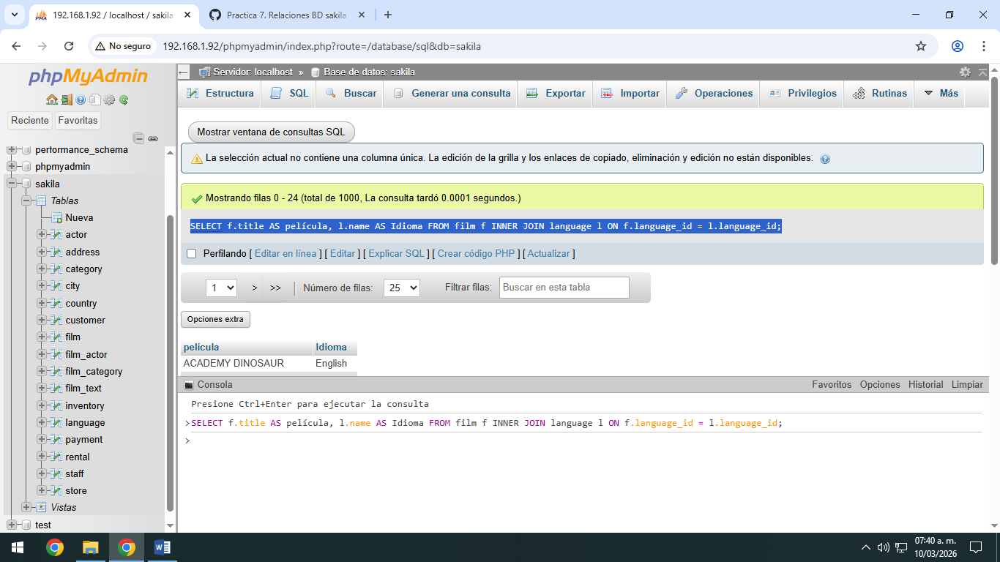 192.168.1.92 / localhost / sakila
Practica 7. Relaciones BD sakila
No seguro
192.168.1.92/phpmyadmin/index.php?route=/database/sql&db=sakila
phpMyAdmin
Reciente
Favoritas
performance_schema
phpmyadmin
sakila
Tablas
Nueva
actor
address
category
city
country
customer
film
film_actor
film_category
film_text
inventory
language
payment
rental
staff
store
Vistas
test
Servidor: localhost » Base de datos: sakila
Estructura
SQL
Buscar
Generar una consulta
Exportar
Importar
Operaciones
Privilegios
Rutinas
Más
Mostrar ventana de consultas SQL
La selección actual no contiene una columna única. La edición de la grilla y los enlaces de copiado, eliminación y edición no están disponibles.
Mostrando filas 0 - 24 (total de 1000, La consulta tardó 0.0001 segundos.)
SELECT f.title AS película, l.name AS Idioma FROM film f INNER JOIN language l ON f.language_id = l.language_id;
Perfilando [ Editar en línea ] [ Editar ] [ Explicar SQL ] [ Crear código PHP ] [ Actualizar ]
1 > >> | Número de filas: 25 Filtrar filas: Buscar en esta tabla
Opciones extra
película Idioma
ACADEMY DINOSAUR English
Consola
Favoritos Opciones Historial Limpiar
Presione Ctrl+Enter para ejecutar la consulta
>SELECT f.title AS película, l.name AS Idioma FROM film f INNER JOIN language l ON f.language_id = l.language_id;
>
07:40 a. m.
10/03/2026